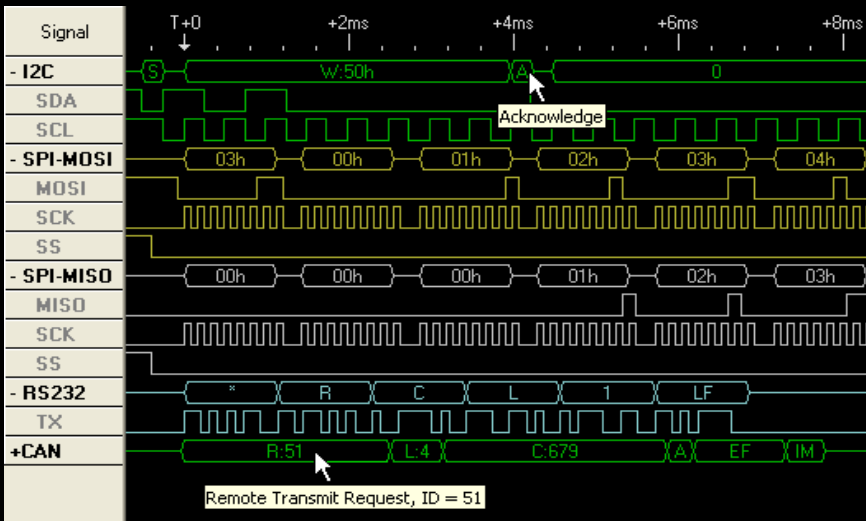 Signal T+0 +2ms +4ms +6ms +8ms
- I2C S W:50h A 0
SDA
Acknowledge
SCL
- SPI-MOSI 03h 00h 01h 02h 03h 04h
MOSI
SCK
SS
- SPI-MISO 00h 00h 00h 01h 02h 03h
MISO
SCK
SS
- RS232 * R C L 1 LF
TX
+CAN R:51 L:4 C:679 A EF IM
Remote Transmit Request, ID = 51